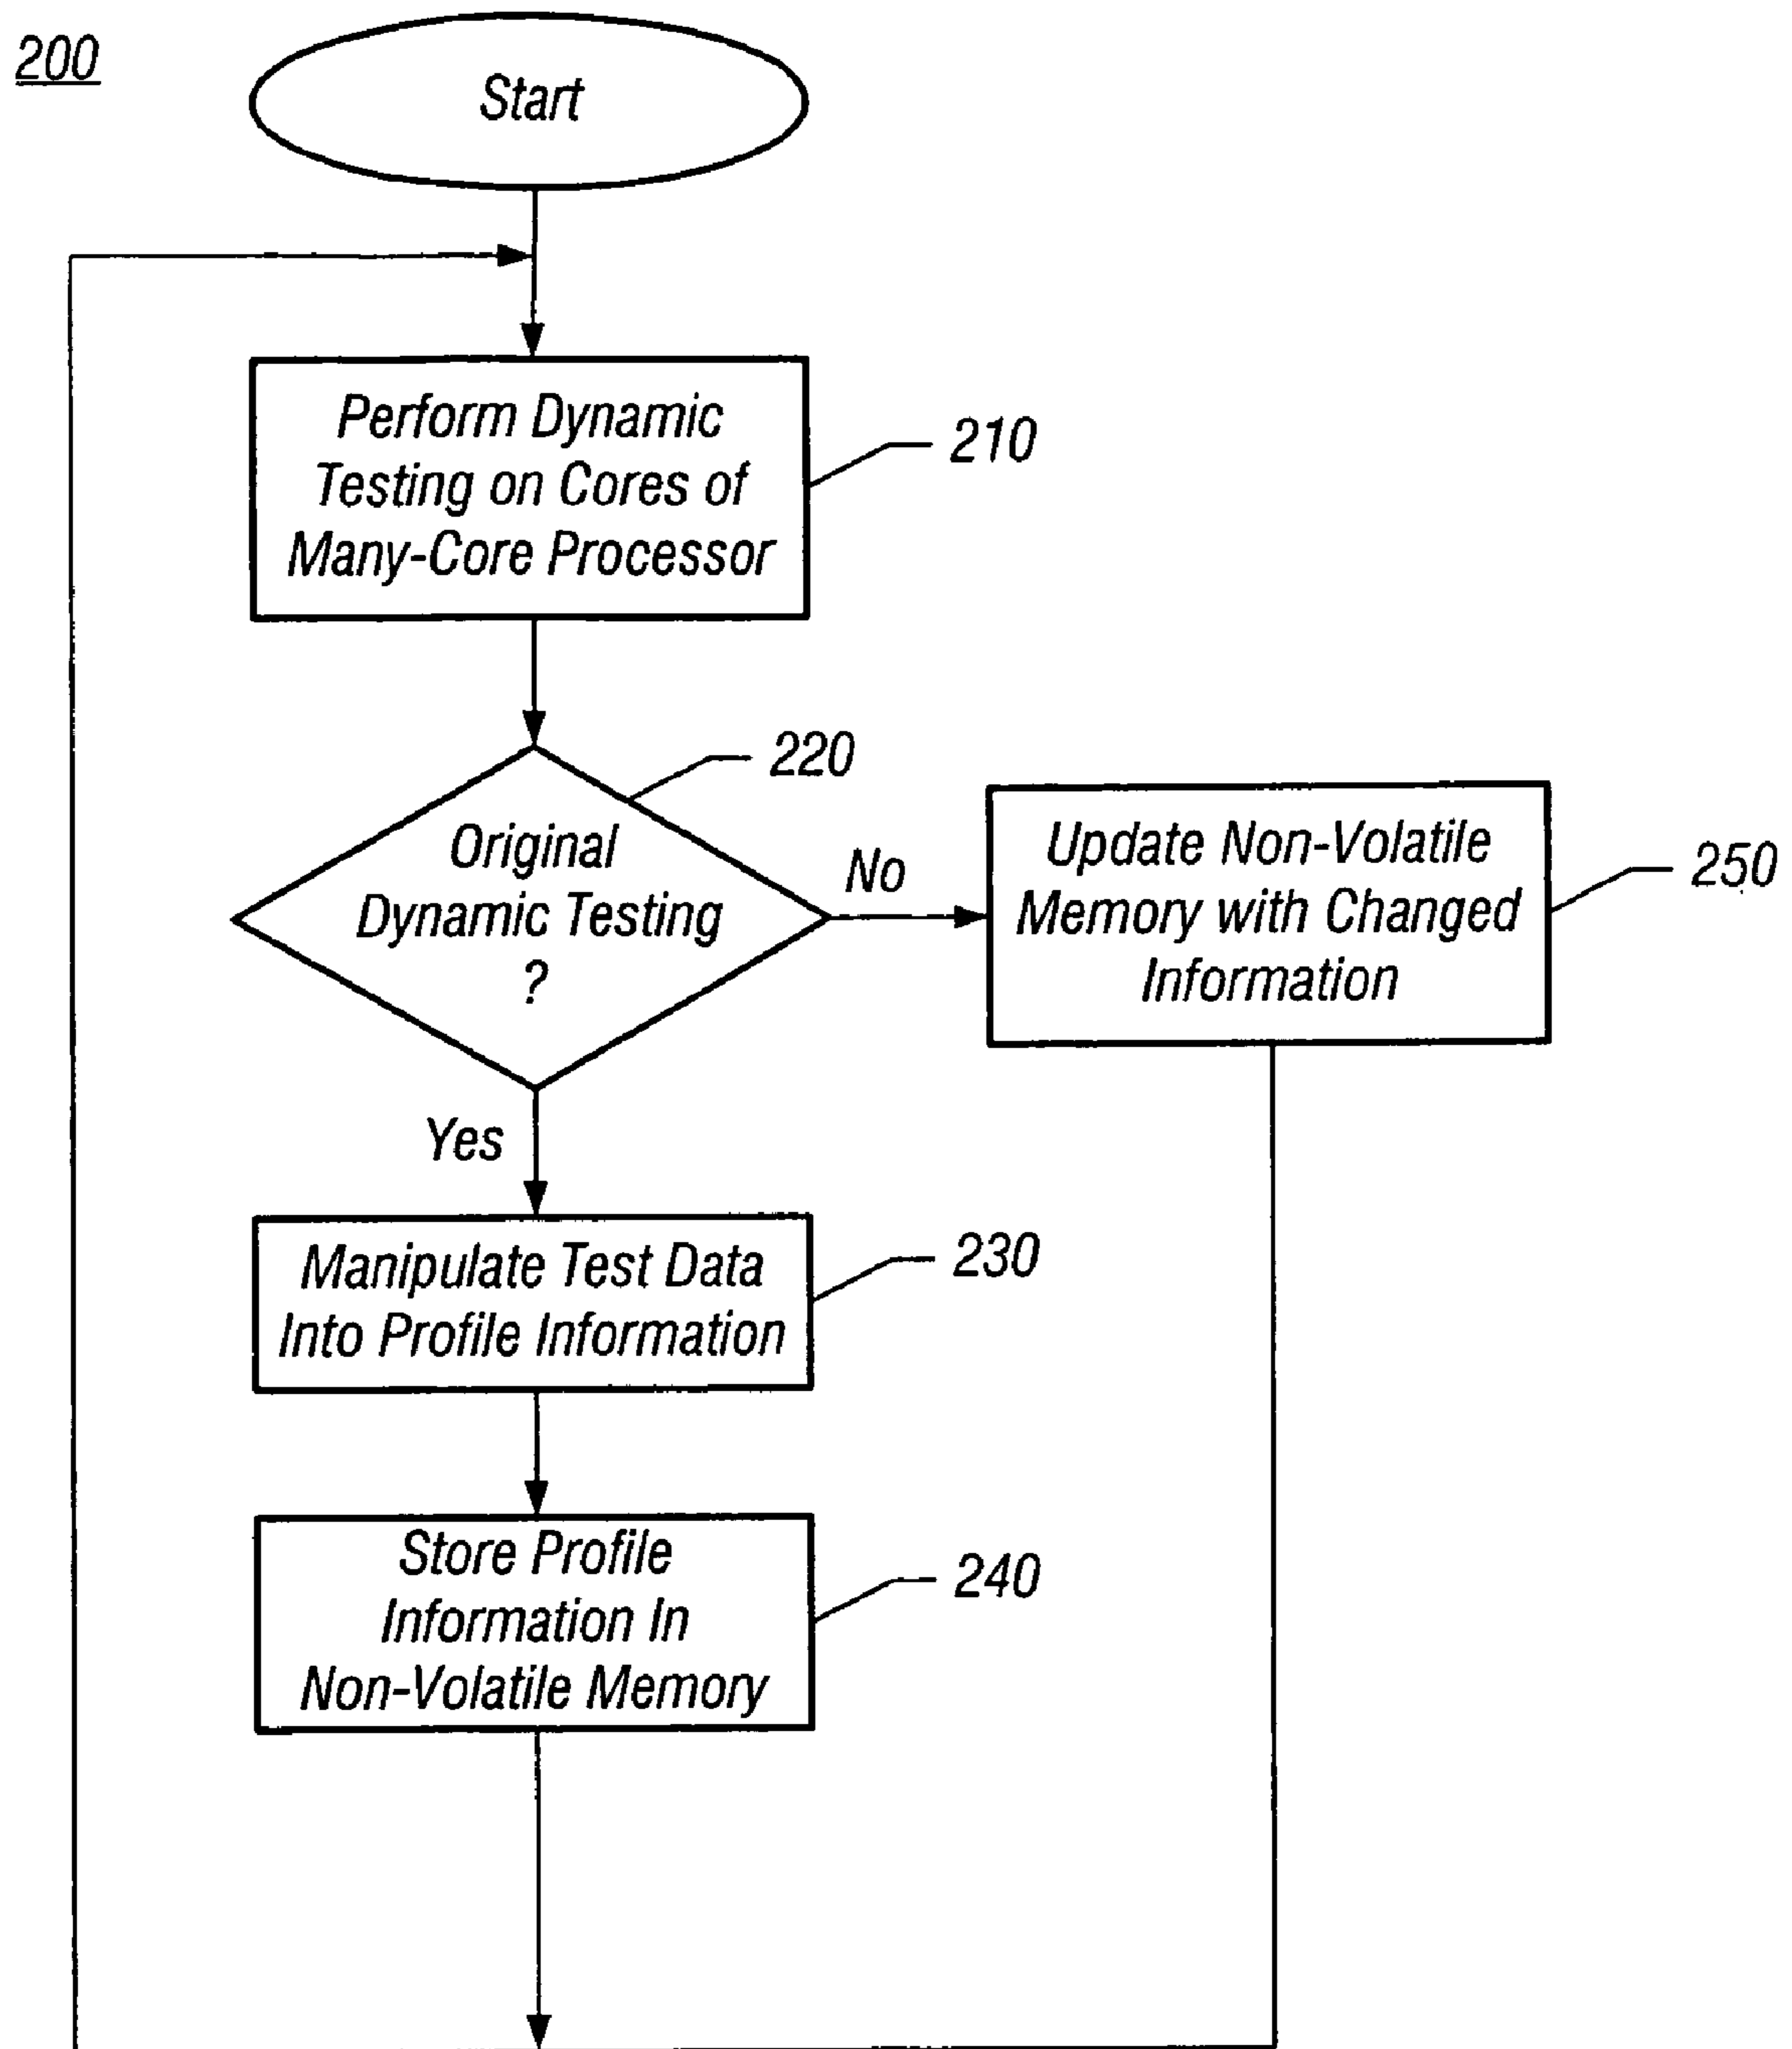 200
Start
Perform Dynamic
Testing on Cores of
Many-Core Processor
210
220
Original
Dynamic Testing
?
No
Update Non-Volatile
Memory with Changed
Information
250
Yes
Manipulate Test Data
Into Profile Information
230
Store Profile
Information In
Non-Volatile Memory
240